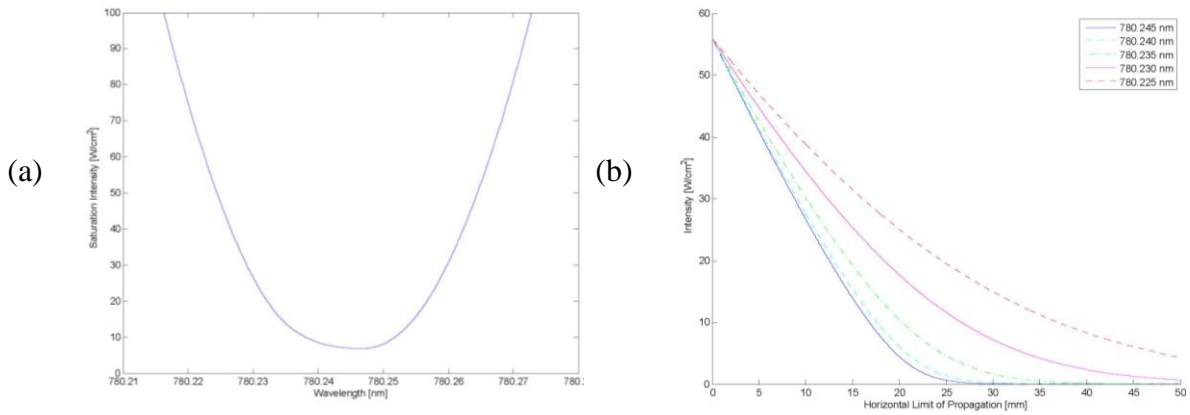 (a)
100
90
80
70
60
50
40
30
20
10
0
Saturation Intensity [W/cm²]
780.21 780.22 780.23 780.24 780.25 780.26 780.27 780.
Wavelength [nm]
(b)
60
50
40
30
20
10
0
Intensity [W/cm²]
0 5 10 15 20 25 30 35 40 45 50
Horizontal Limit of Propagation [mm]
780.245 nm
780.240 nm
780.235 nm
780.230 nm
780.225 nm